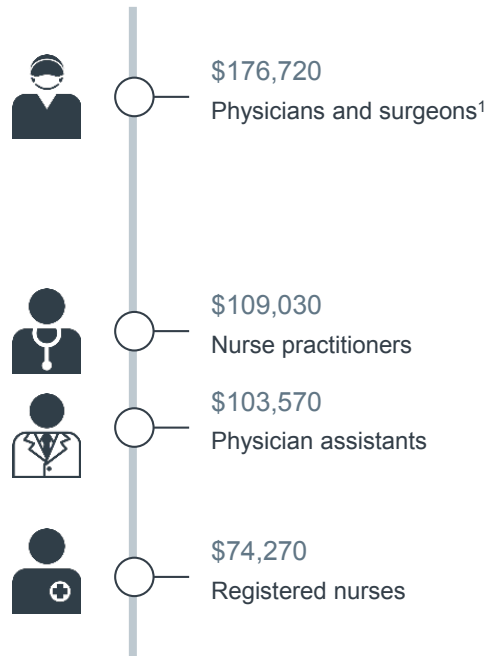 $176,720
Physicians and surgeons¹
$109,030
Nurse practitioners
$103,570
Physician assistants
$74,270
Registered nurses